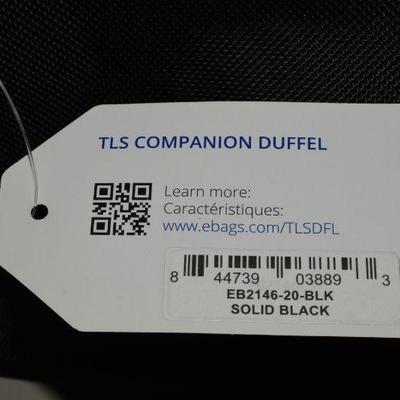 TLS COMPANION DUFFEL
Learn more:
Caractéristiques:
www.ebags.com/TLSDFL
8 44739 03889 3
EB2146-20-BLK
SOLID BLACK